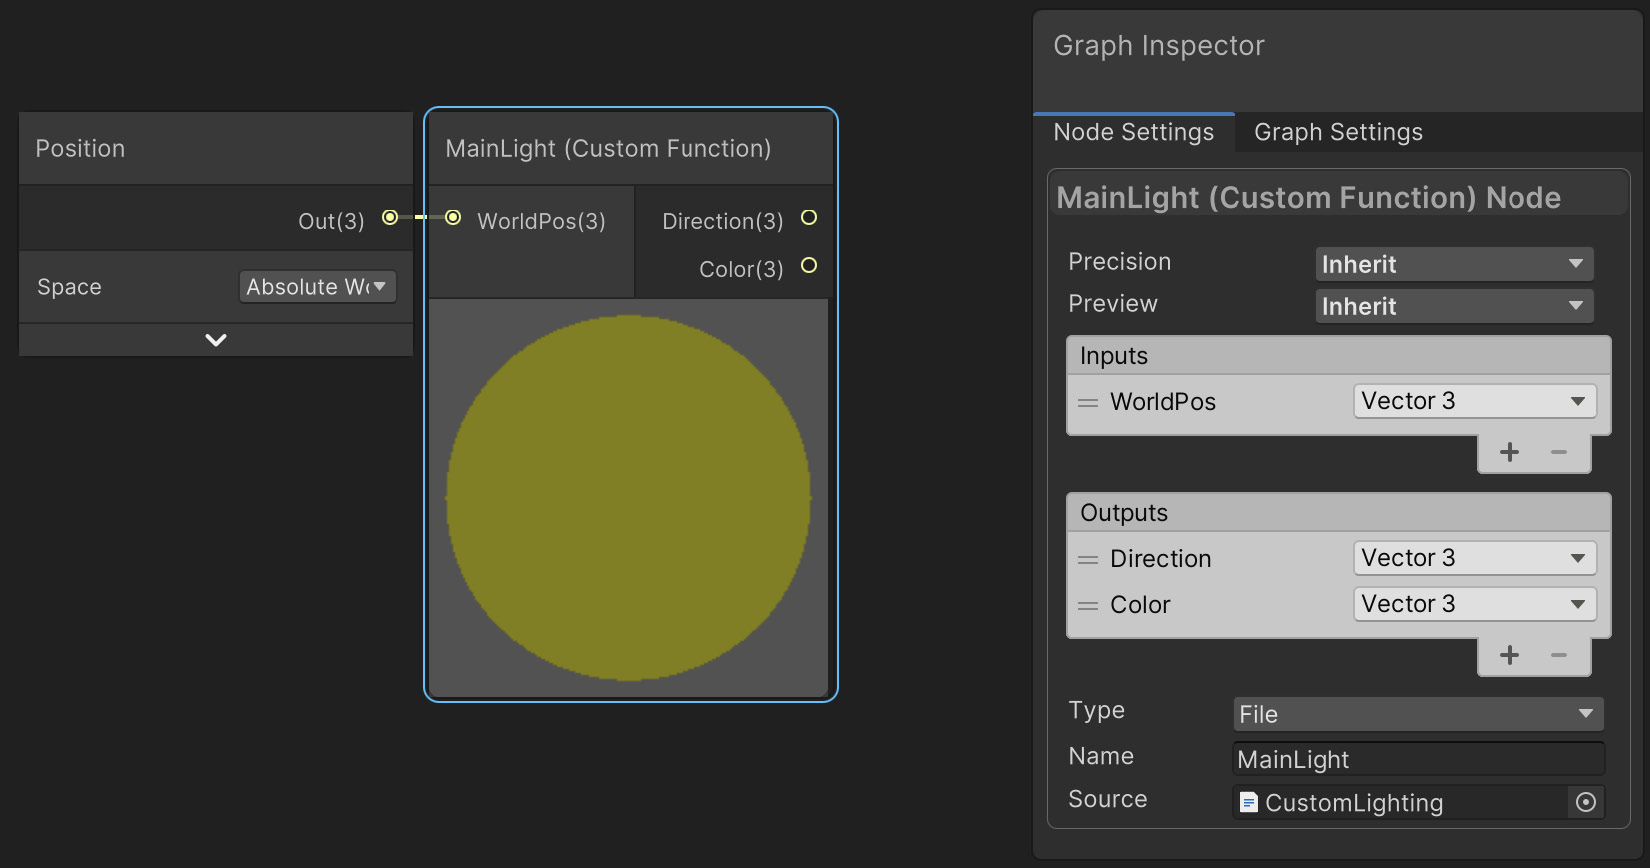 Position
Out(3)
Space
Absolute Wo
MainLight (Custom Function)
WorldPos(3)
Direction(3)
Color(3)
Graph Inspector
Node Settings
Graph Settings
MainLight (Custom Function) Node
Precision
Inherit
Preview
Inherit
Inputs
WorldPos
Vector 3
Outputs
Direction
Vector 3
Color
Vector 3
Type
File
Name
MainLight
Source
CustomLighting